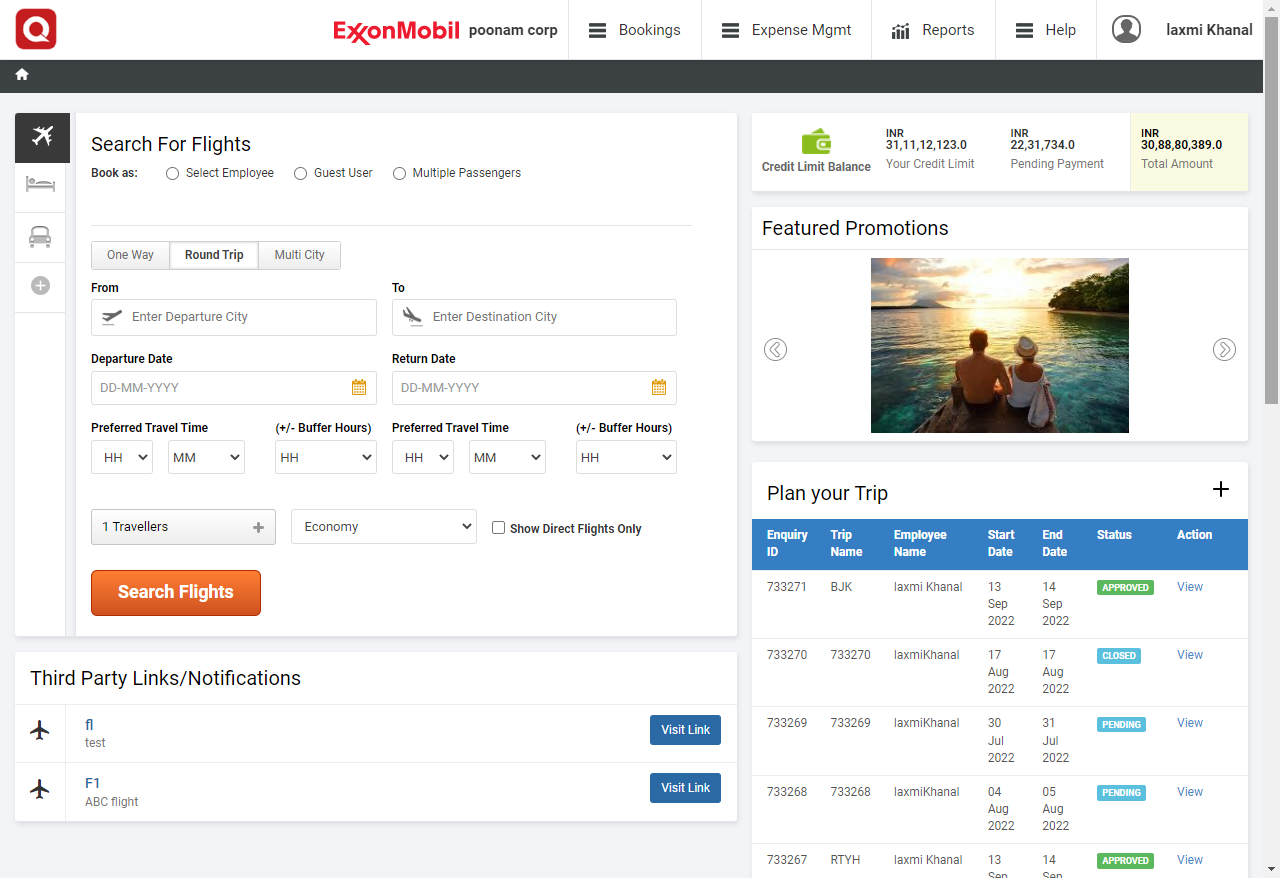 Q
ExxonMobil
poonam corp
Bookings
Expense Mgmt
Reports
Help
laxmi Khanal
Search For Flights
Book as:
Select Employee
Guest User
Multiple Passengers
One Way
Round Trip
Multi City
From
To
Enter Departure City
Enter Destination City
Departure Date
Return Date
DD-MM-YYYY
DD-MM-YYYY
Preferred Travel Time
(+/- Buffer Hours)
Preferred Travel Time
(+/- Buffer Hours)
HH
MM
HH
HH
MM
HH
1 Travellers
Economy
Show Direct Flights Only
Search Flights
Third Party Links/Notifications
fl
test
Visit Link
F1
ABC flight
Visit Link
Credit Limit Balance
INR
31,11,12,123.0
Your Credit Limit
INR
22,31,734.0
Pending Payment
INR
30,88,80,389.0
Total Amount
Featured Promotions
Plan your Trip
Enquiry ID Trip Name Employee Name Start Date End Date Status Action
733271 BJK laxmi Khanal 13 Sep 2022 14 Sep 2022 APPROVED View
733270 733270 laxmiKhanal 17 Aug 2022 17 Aug 2022 CLOSED View
733269 733269 laxmiKhanal 30 Jul 2022 31 Jul 2022 PENDING View
733268 733268 laxmiKhanal 04 Aug 2022 05 Aug 2022 PENDING View
733267 RTYH laxmi Khanal 13 Sep 14 Sep APPROVED View